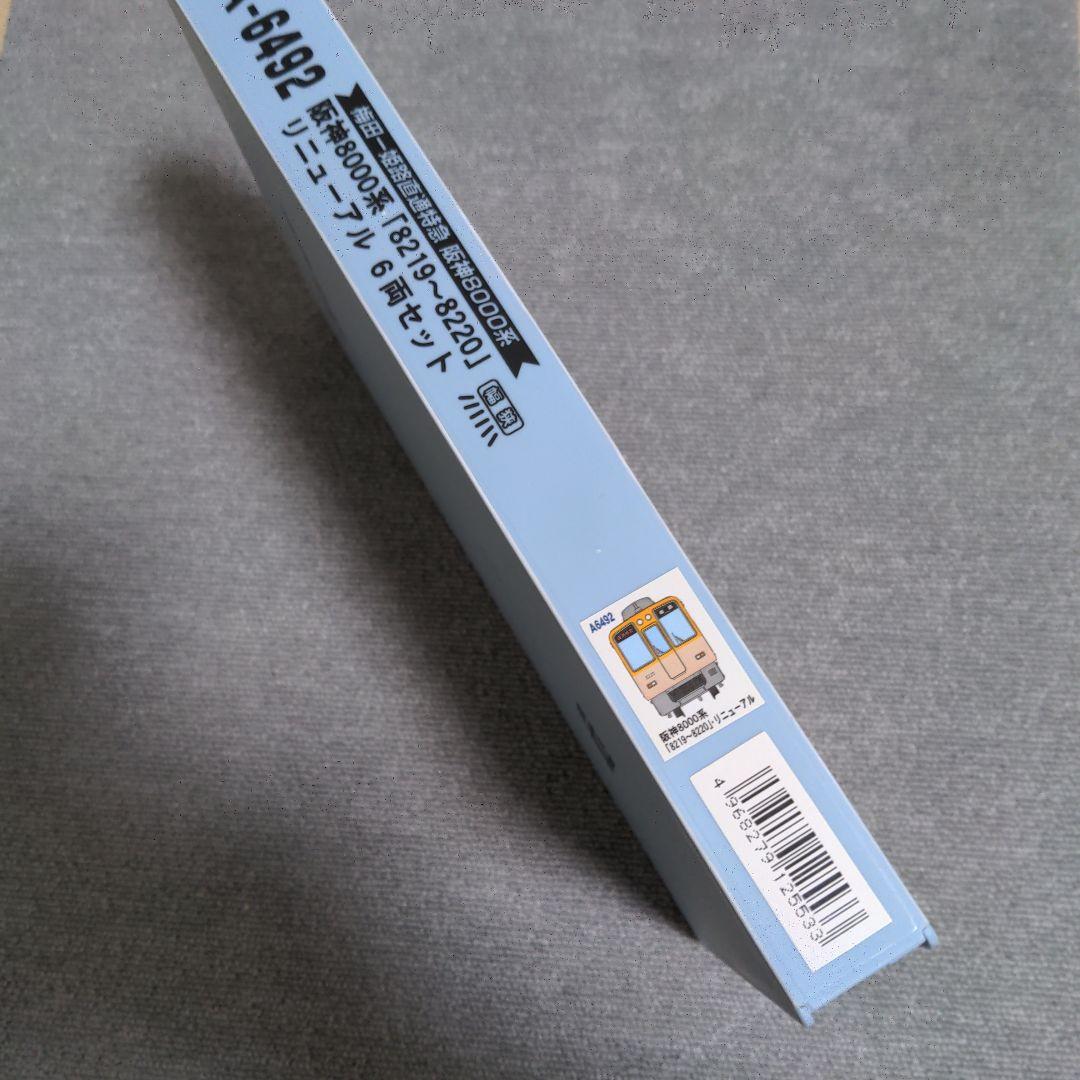 A-6492
梅田－姫路直通特急 阪神8000系
阪神8000系「8219～8220」
リニューアル 6両セット
幅狭
A6492
阪神8000系
「8219～8220」・リニューアル
4 968279 125533